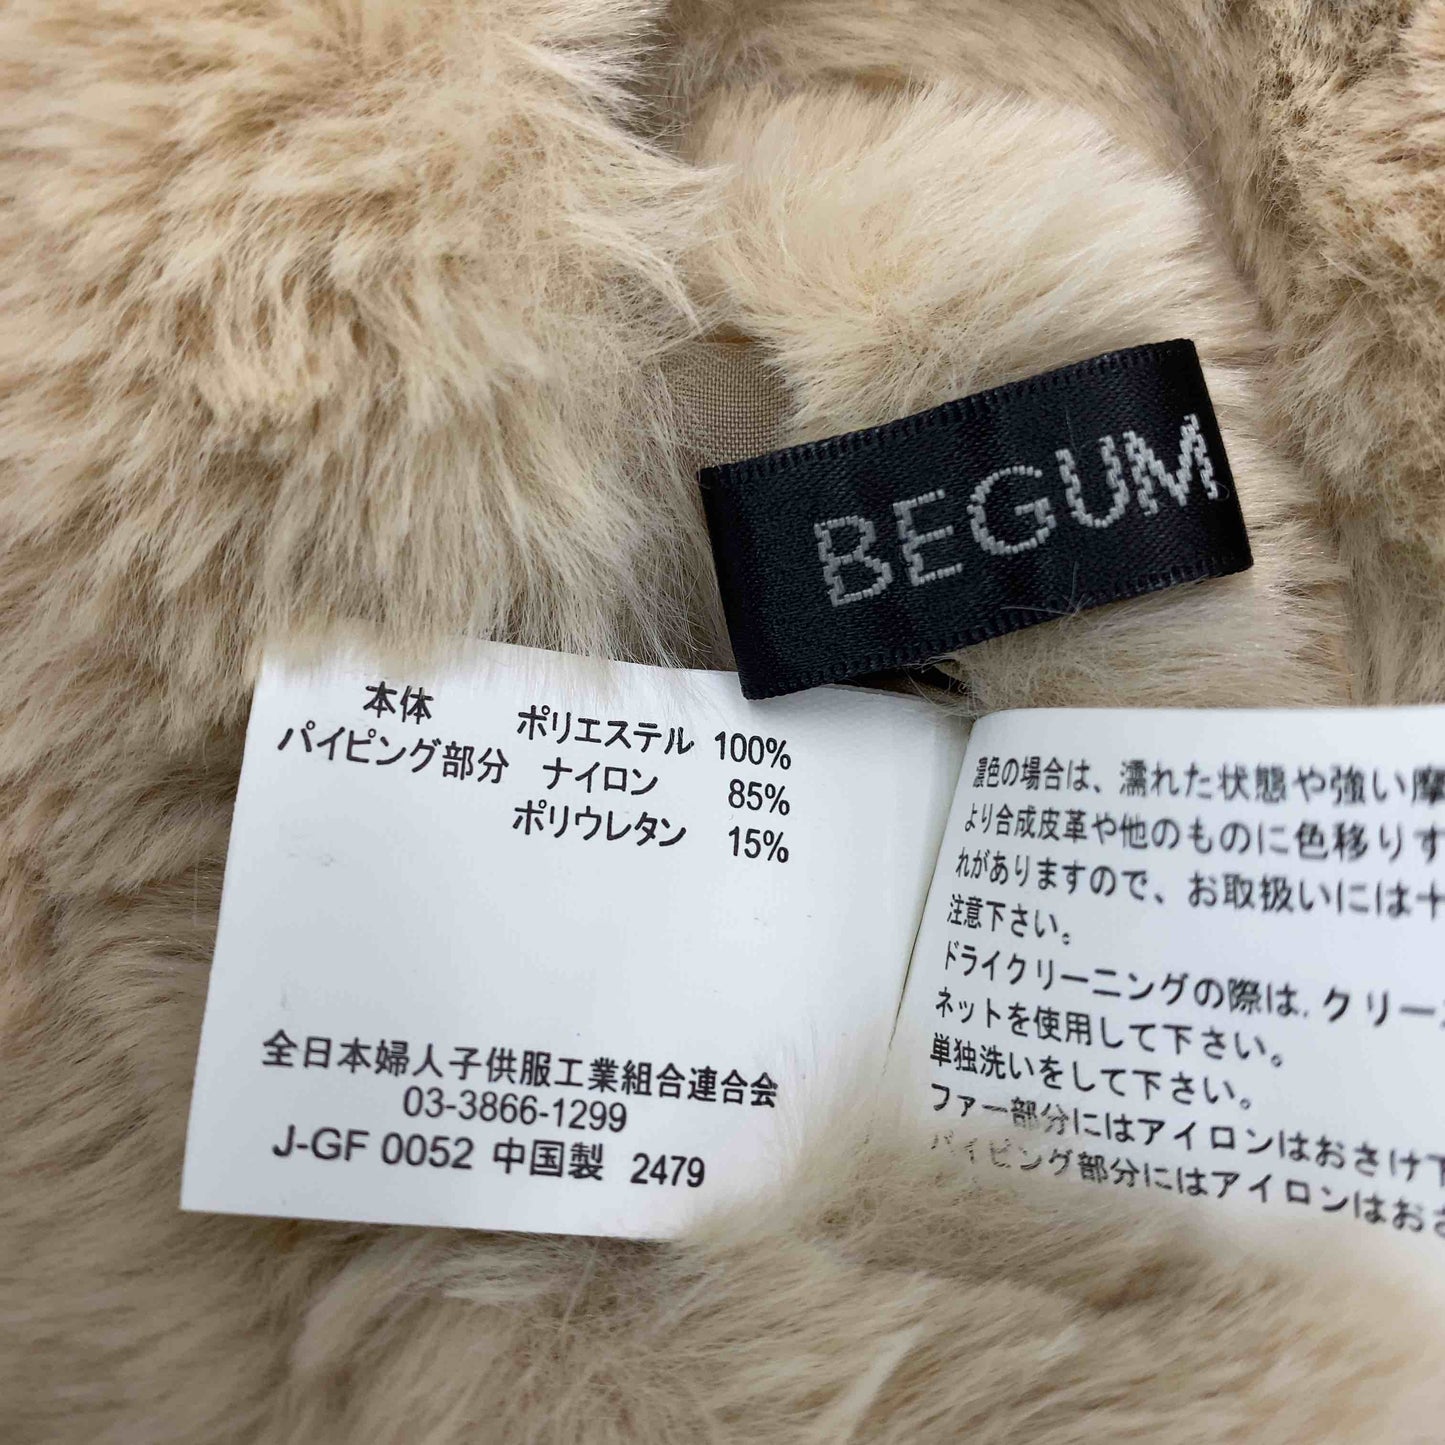 BEGUM
本体 ポリエステル 100%
パイピング部分 ナイロン 85%
ポリウレタン 15%
全日本婦人子供服工業組合連合会
03-3866-1299
J-GF 0052 中国製 2479
濃色の場合は、濡れた状態や強い摩
より合成皮革や他のものに色移りす
れがありますので、お取扱いには十
注意下さい。
ドライクリーニングの際は,クリー
ネットを使用して下さい。
単独洗いをして下さい。
ファー部分にはアイロンはおさけ下
パイピング部分にはアイロンはおさ